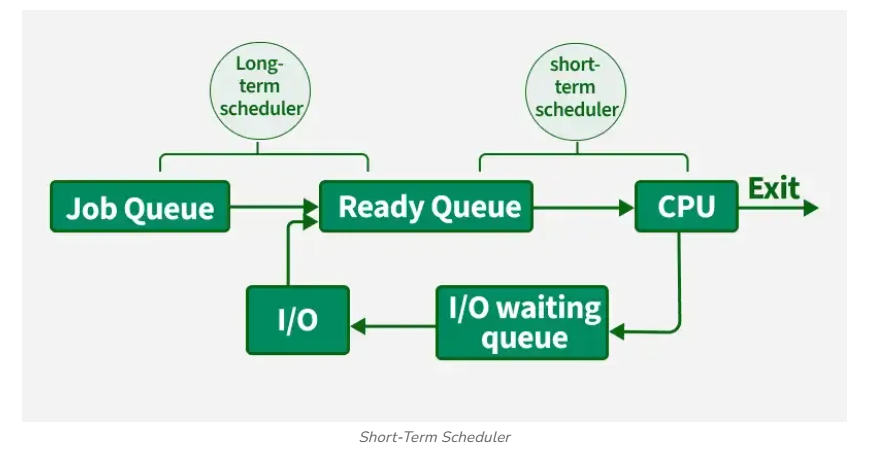 Long-
term
scheduler
short-
term
scheduler
Job Queue
Ready Queue
CPU
Exit
I/O
I/O waiting
queue
Short-Term Scheduler